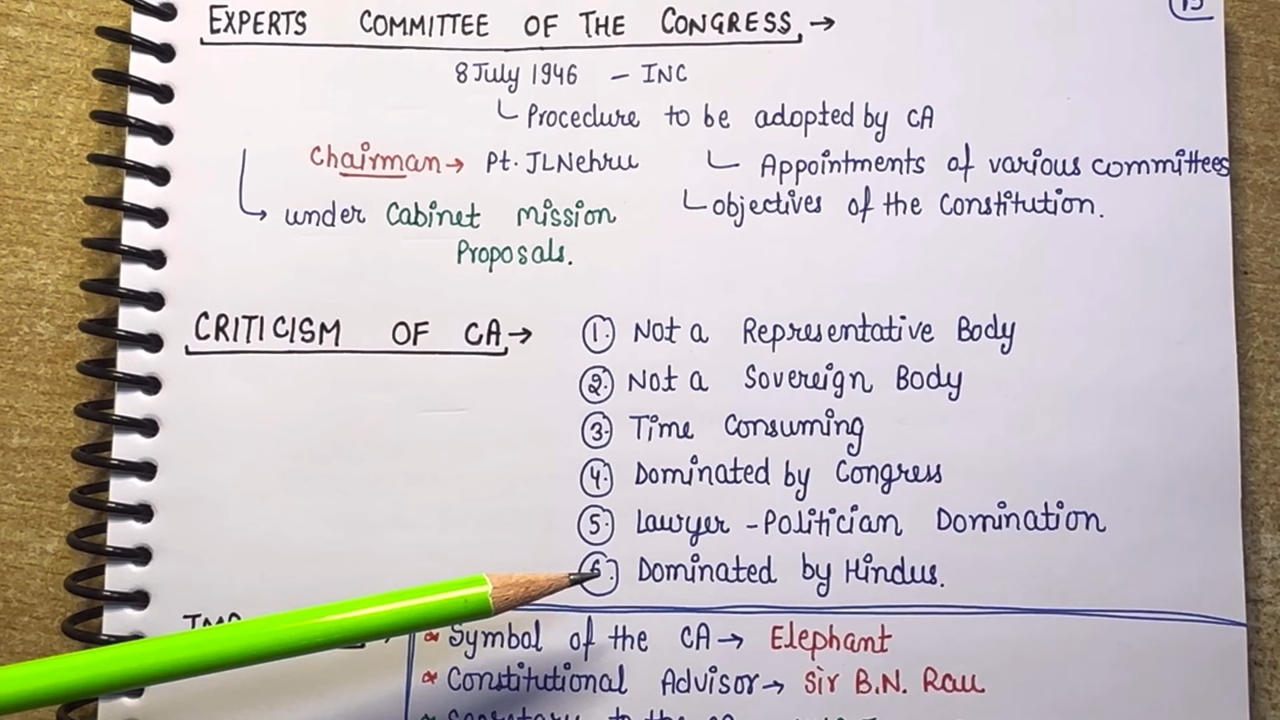 EXPERTS COMMITTEE OF THE CONGRESS →
8 July 1946 – INC
Procedure to be adopted by CA
Chairman → Pt. JLNehru
Appointments of various committees
objectives of the Constitution.
under Cabinet mission
Proposals.
CRITICISM OF CA →
1. Not a Representative Body
2. Not a Sovereign Body
3. Time Consuming
4. Dominated by Congress
5. Lawyer - Politician Domination
6. Dominated by Hindus.
Symbol of the CA → Elephant
Constitutional Advisor → Sir B.N. Rau